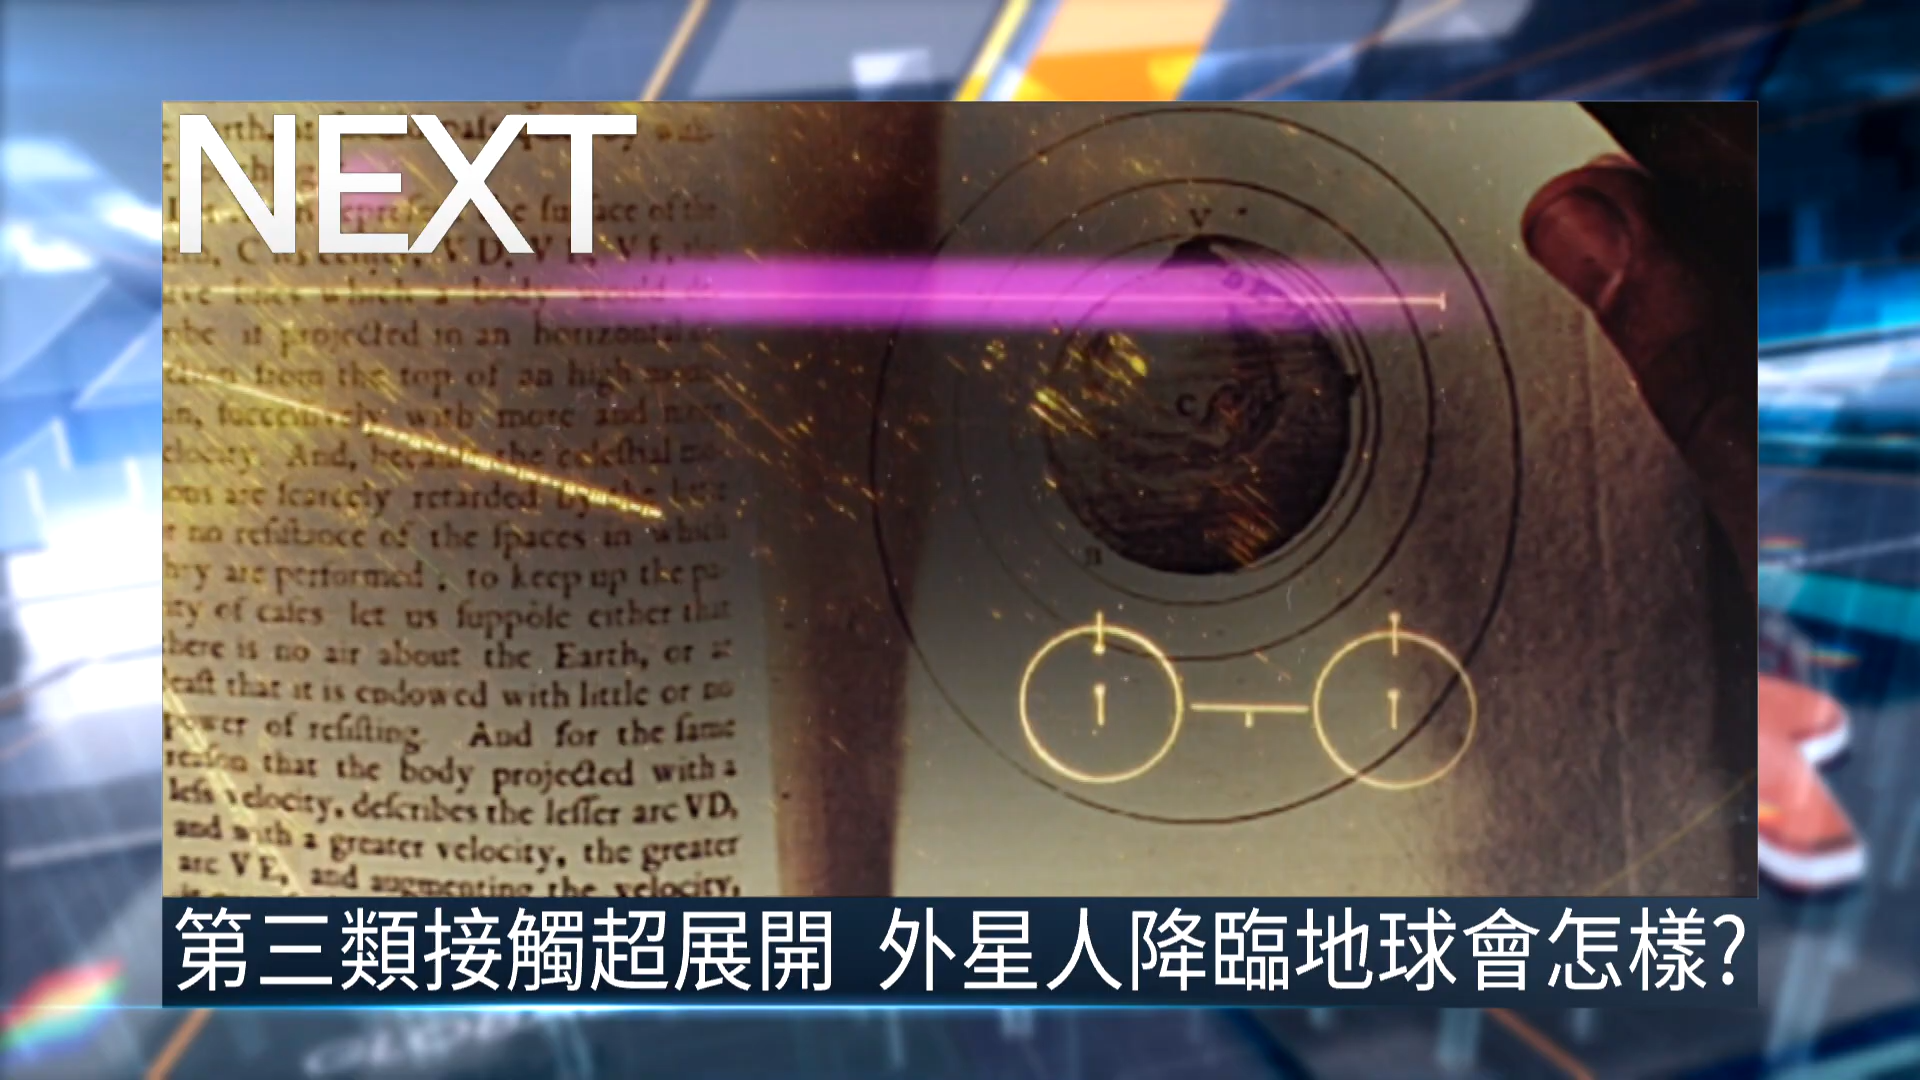 NEXT
projected in an horizontal
from the top of an high
with more and more
And, because the celestial
are scarcely retarded by the
no resistance of the spaces in which
are performed, to keep up the
of cases let us suppose either that
there is no air about the Earth, or at
least that it is endowed with little or no
power of resisting. And for the same
reason that the body projected with a
less velocity, describes the lesser arc VD,
and with a greater velocity, the greater
arc VE, and augmenting the velocity,
V
C
B
第三類接觸超展開 外星人降臨地球會怎樣?